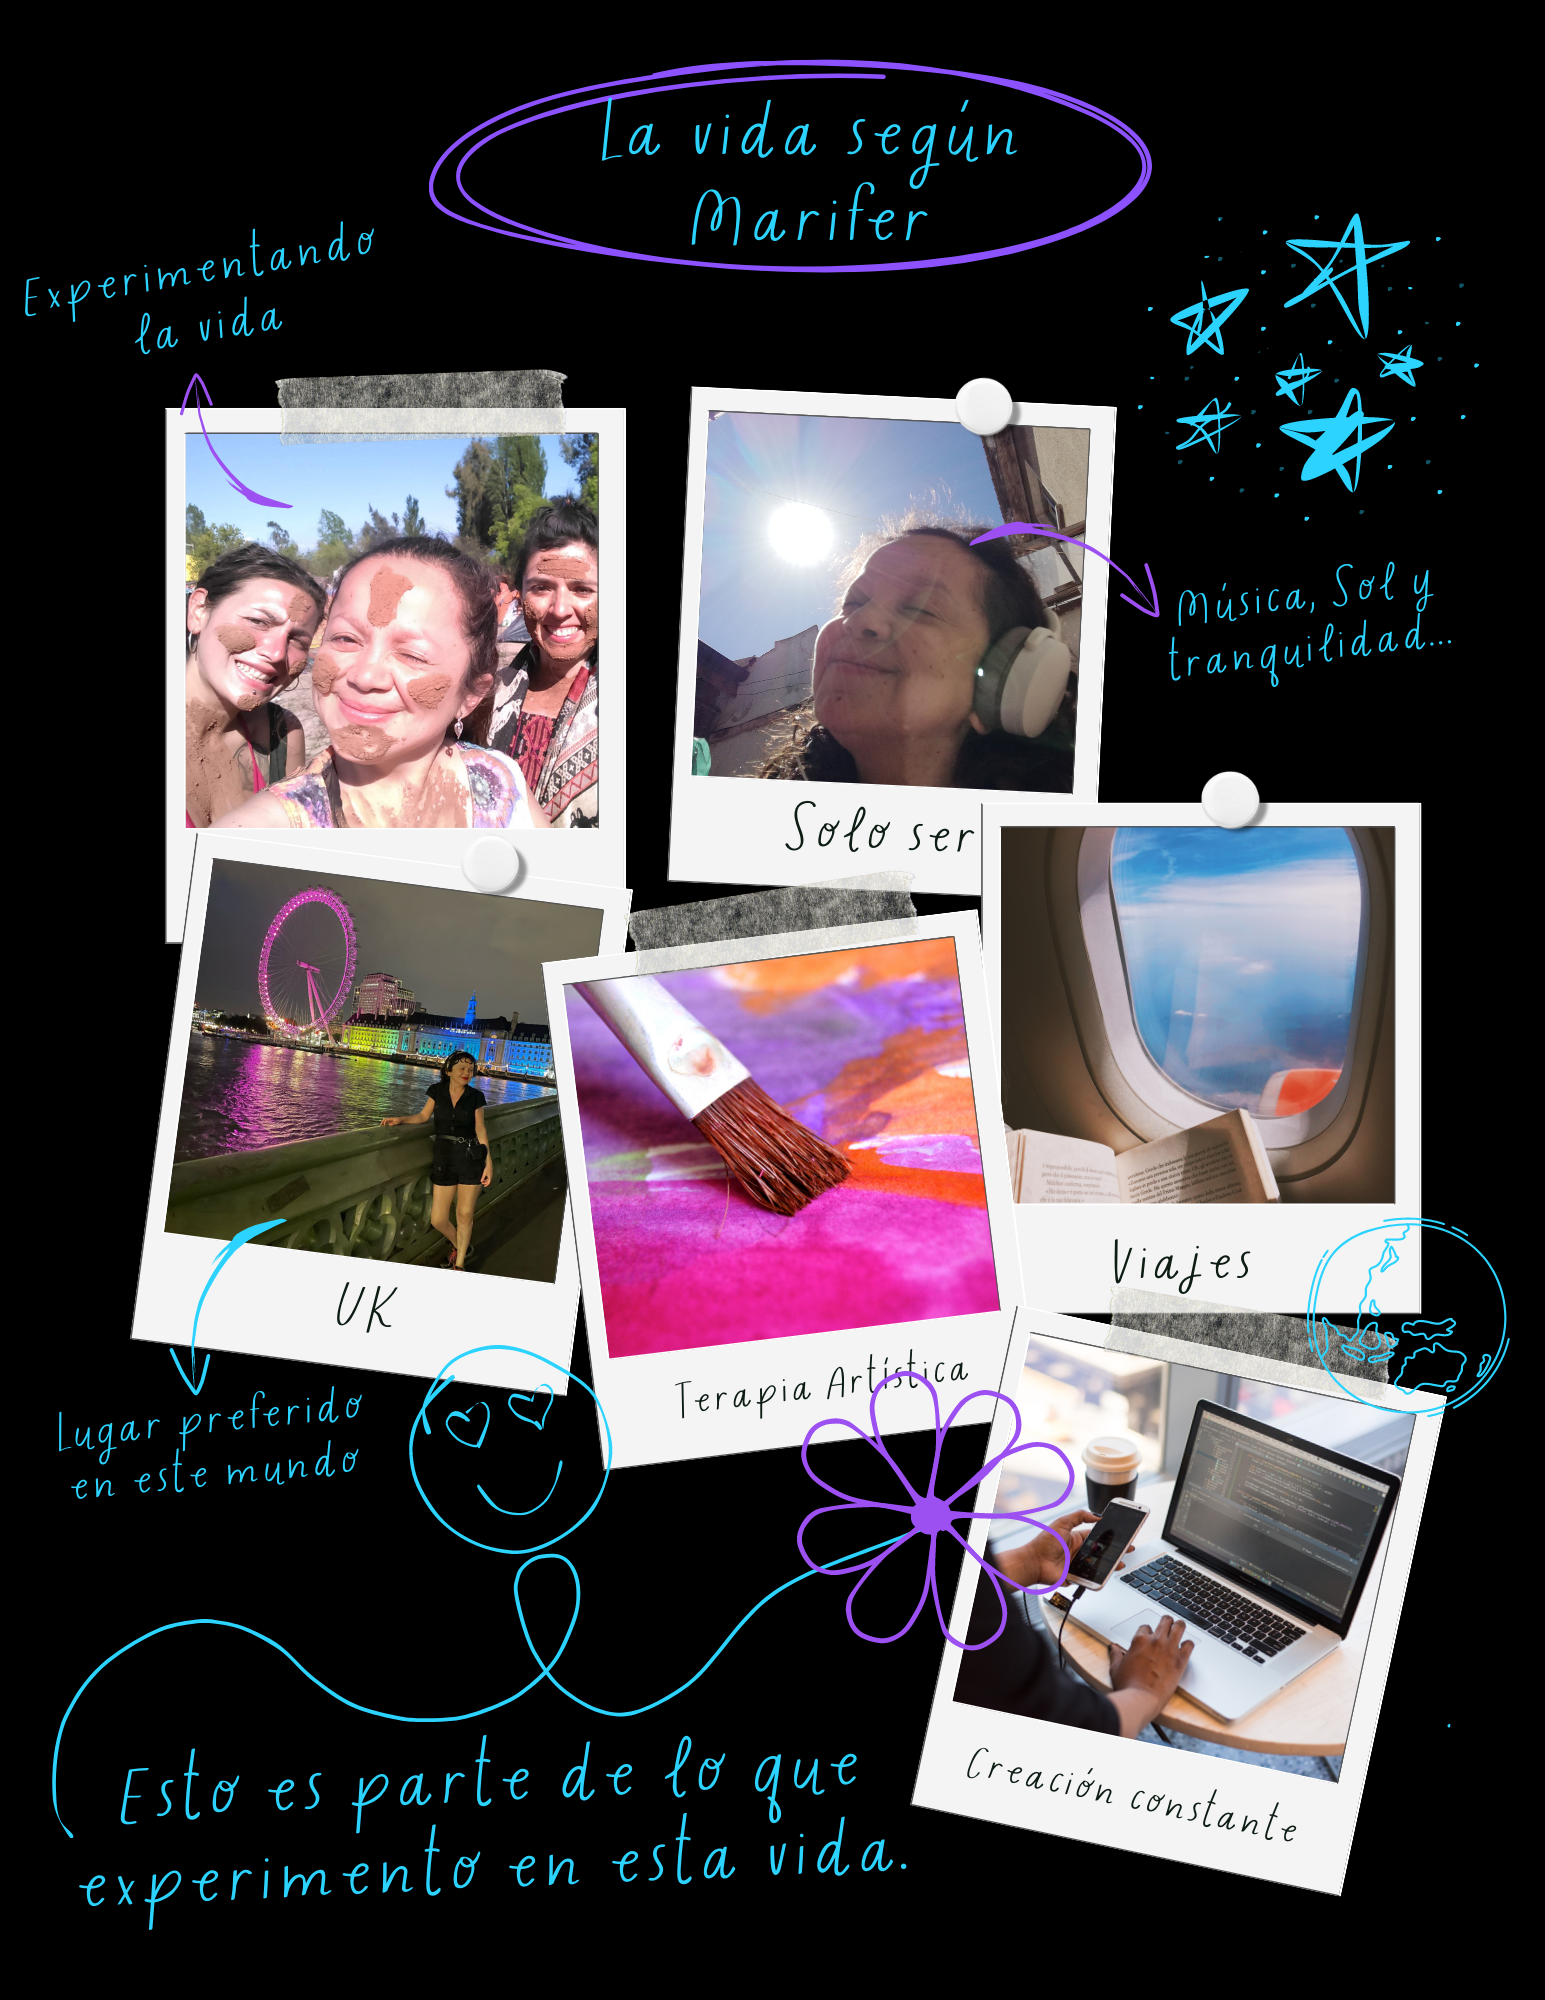 La vida según
Marifer
Experimentando
la vida
Música, Sol y
tranquilidad...
Solo ser
UK
Lugar preferido
en este mundo
Terapia Artística
Viajes
Creación constante
Esto es parte de lo que
experimento en esta vida.